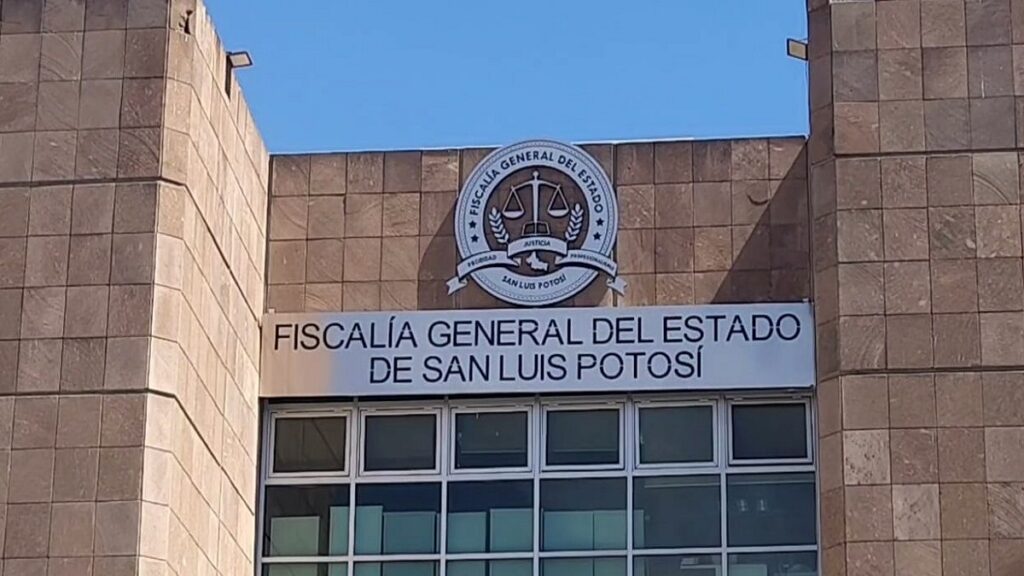 FISCALÍA GENERAL DEL ESTADO
JUSTICIA
PROBIDAD
PROFESIONALISMO
SAN LUIS POTOSÍ
FISCALÍA GENERAL DEL ESTADO
DE SAN LUIS POTOSÍ